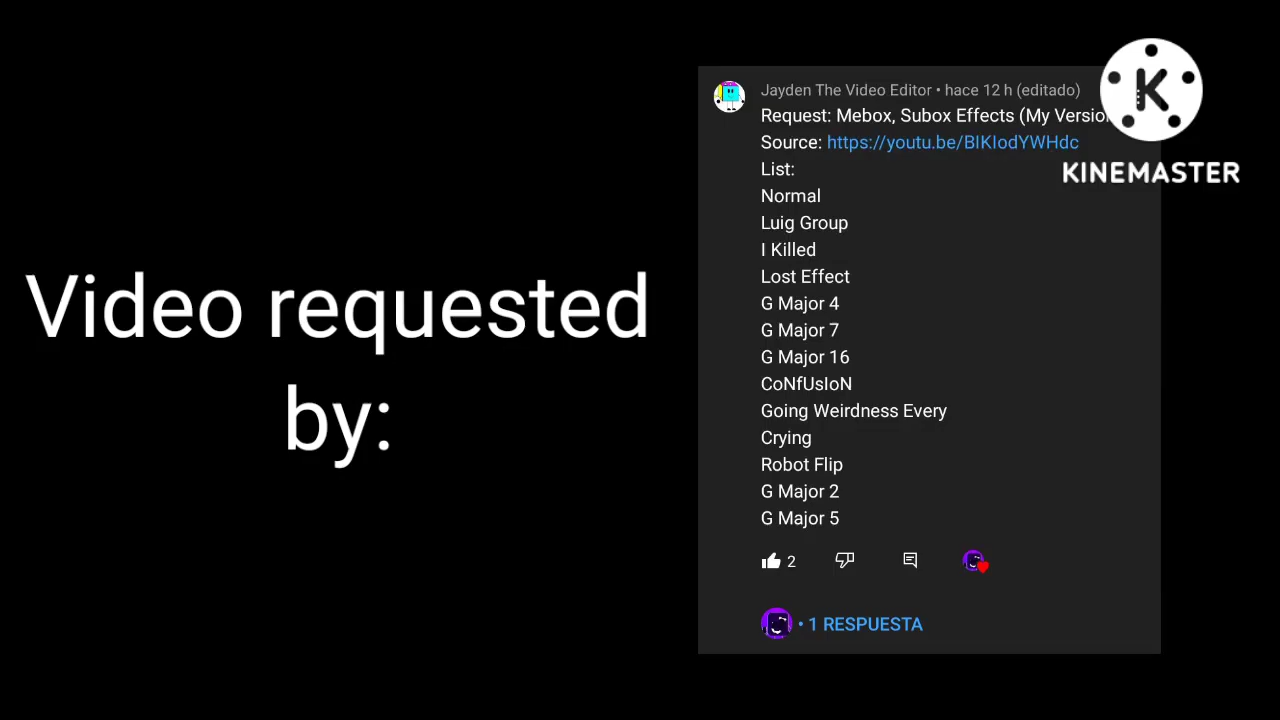 Video requested
by:
Jayden The Video Editor • hace 12 h (editado)
Request: Mebox, Subox Effects (My Version
Source: https://youtu.be/BIKIodYWHdc
List:
Normal
Luig Group
I Killed
Lost Effect
G Major 4
G Major 7
G Major 16
CoNfUsIoN
Going Weirdness Every
Crying
Robot Flip
G Major 2
G Major 5
2
• 1 RESPUESTA
K
KINEMASTER